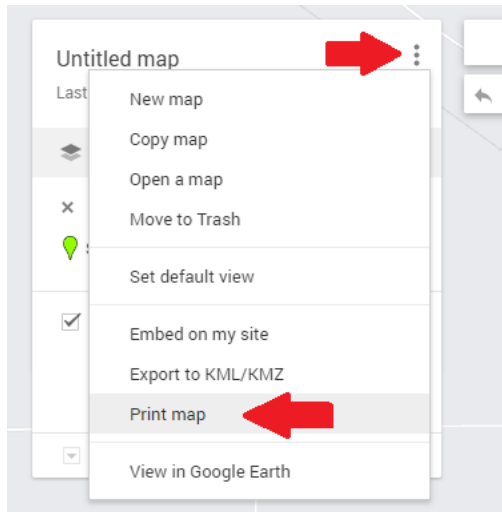 Untitled map
Last
New map
Copy map
Open a map
Move to Trash
Set default view
Embed on my site
Export to KML/KMZ
Print map
View in Google Earth